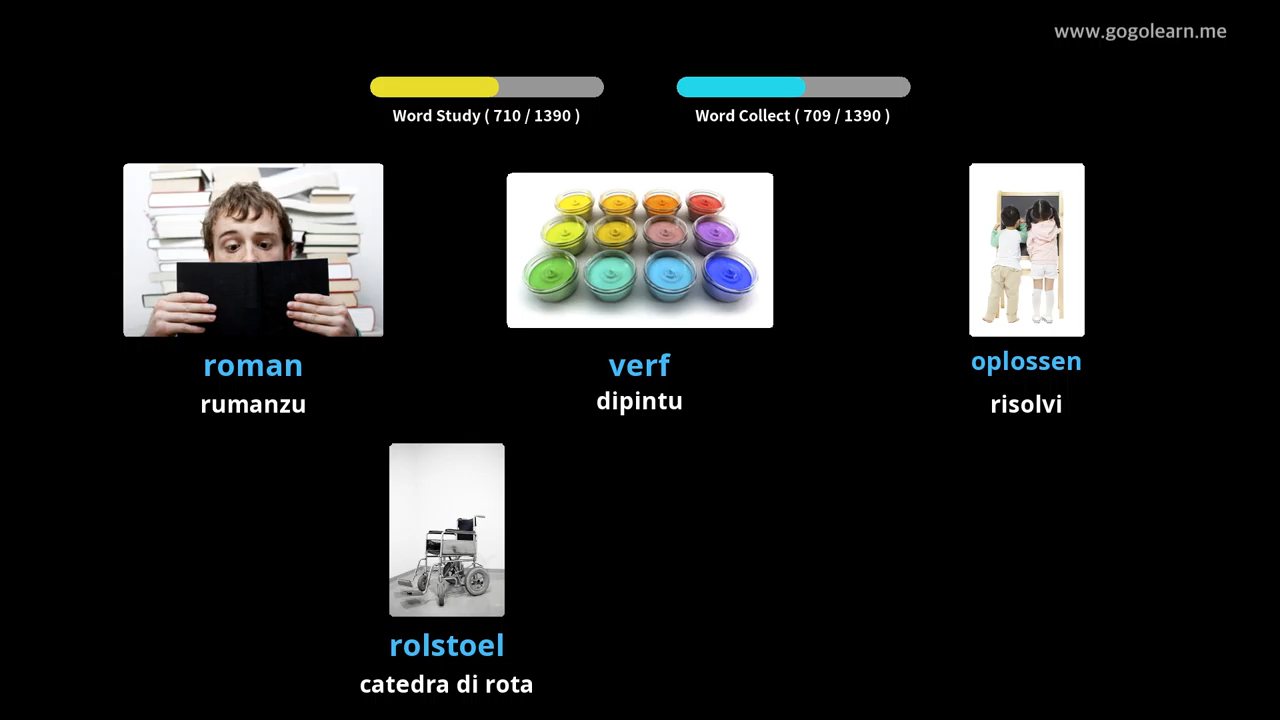 www.gogolearn.me
Word Study ( 710 / 1390 )
Word Collect ( 709 / 1390 )
roman
rumanzu
verf
dipintu
oplossen
risolvi
rolstoel
catedra di rota